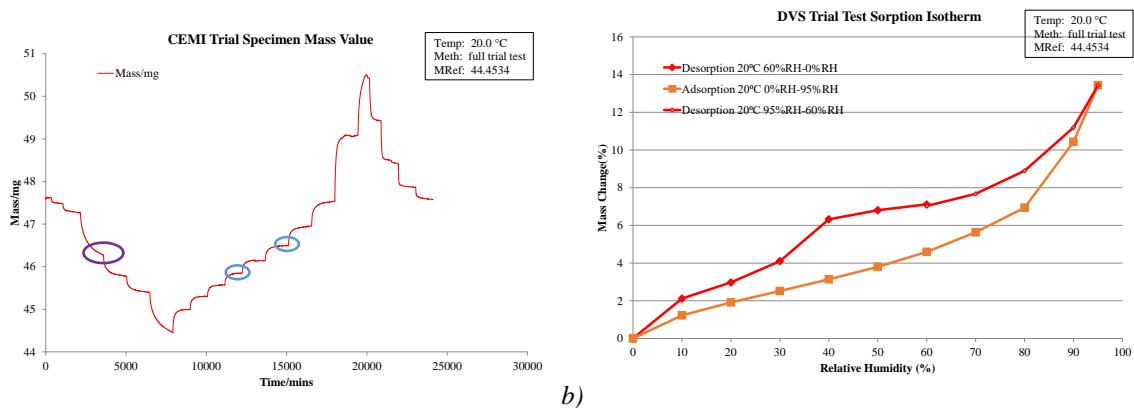 CEMI Trial Specimen Mass Value
Temp: 20.0 °C
Meth: full trial test
MRef: 44.4534
Mass/mg
51
50
49
48
47
46
45
44
Mass/mg
0
5000
10000
15000
20000
25000
30000
Time/mins
b)
DVS Trial Test Sorption Isotherm
Temp: 20.0 °C
Meth: full trial test
MRef: 44.4534
Desorption 20ºC 60%RH-0%RH
Adsorption 20ºC 0%RH-95%RH
Desorption 20ºC 95%RH-60%RH
16
14
12
10
8
6
4
2
0
Mass Change(%)
0
10
20
30
40
50
60
70
80
90
100
Relative Humidity (%)